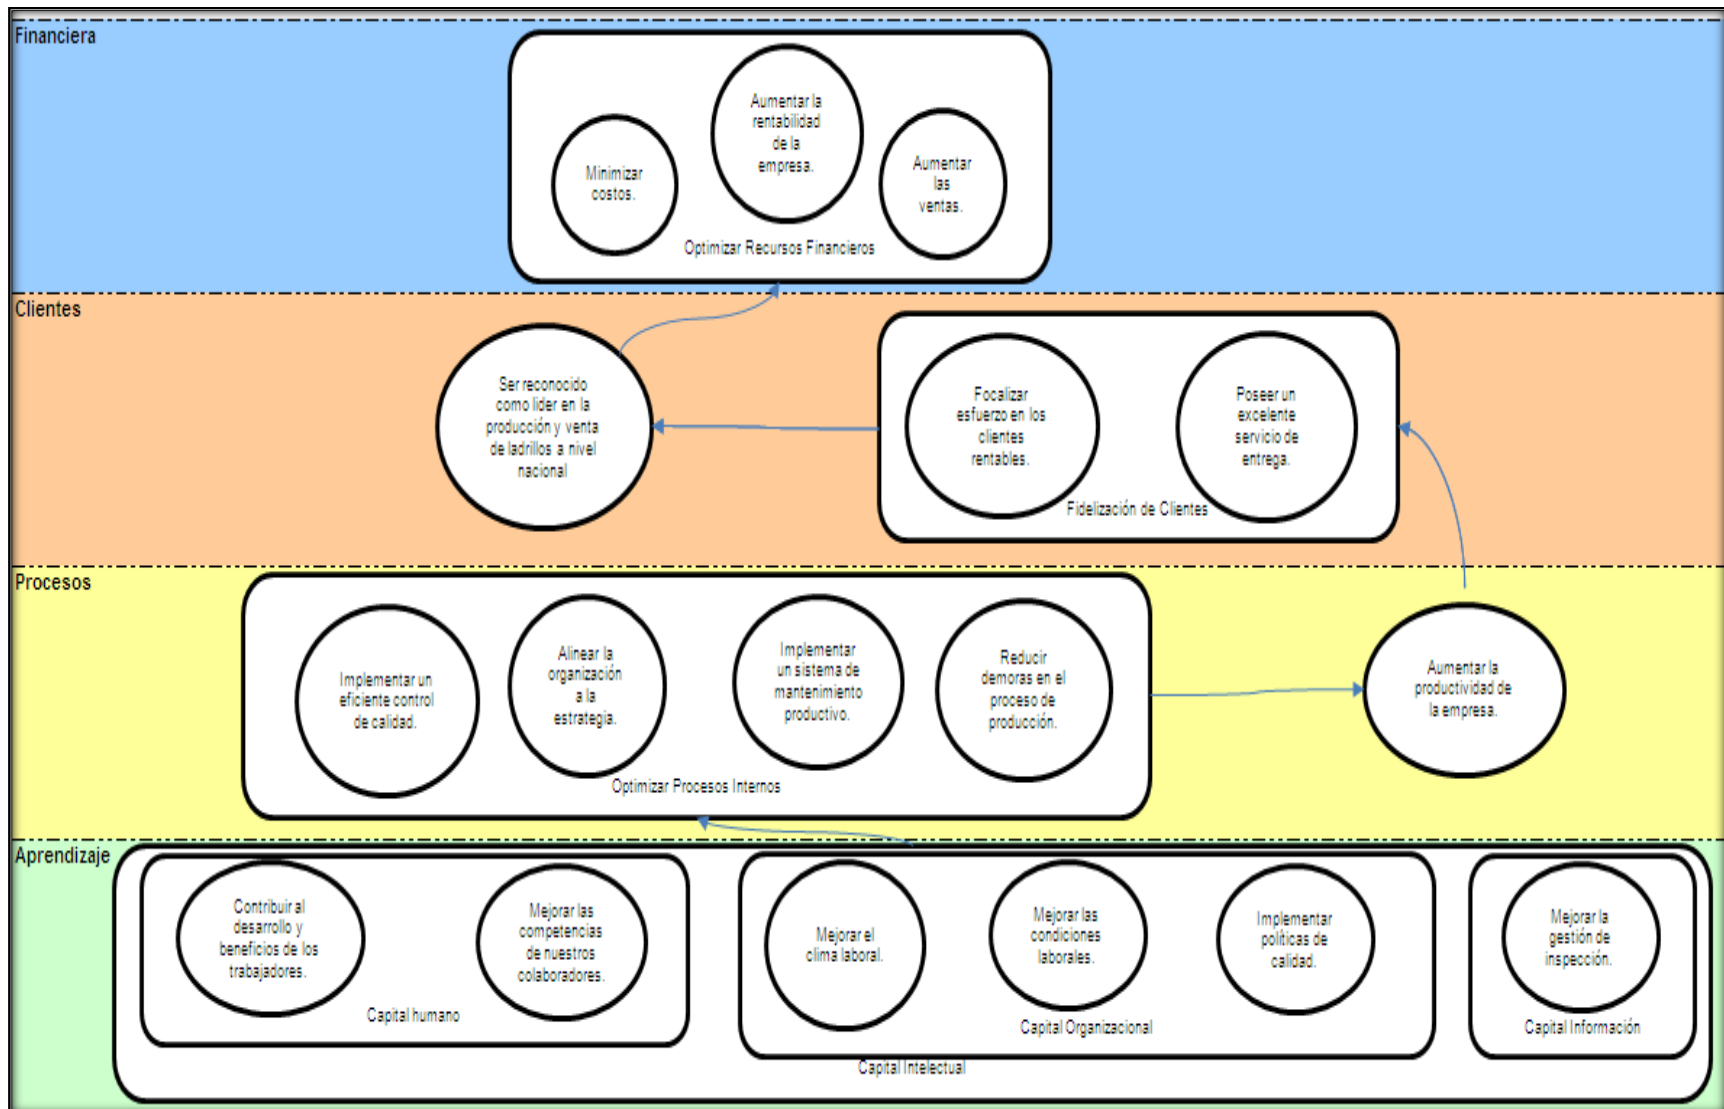 Financiera
Aumentar la
rentabilidad
de la
empresa.
Minimizar
costos.
Aumentar
las
ventas.
Optimizar Recursos Financieros
Clientes
Ser reconocido
como lider en la
producción y venta
de ladrillos a nivel
nacional
Focalizar
esfuerzo en los
clientes
rentables.
Poseer un
excelente
servicio de
entrega.
Fidelización de Clientes
Procesos
Implementar un
eficiente control
de calidad.
Alinear la
organización
a la
estrategia.
Implementar
un sistema de
mantenimiento
productivo.
Reducir
demoras en el
proceso de
producción.
Aumentar la
productividad de
la empresa.
Optimizar Procesos Internos
Aprendizaje
Contribuir al
desarrollo y
beneficios de los
trabajadores.
Mejorar las
competencias
de nuestros
colaboradores.
Capital humano
Mejorar el
clima laboral.
Mejorar las
condiciones
laborales.
Implementar
políticas de
calidad.
Capital Organizacional
Mejorar la
gestión de
inspección.
Capital Información
Capital Intelectual